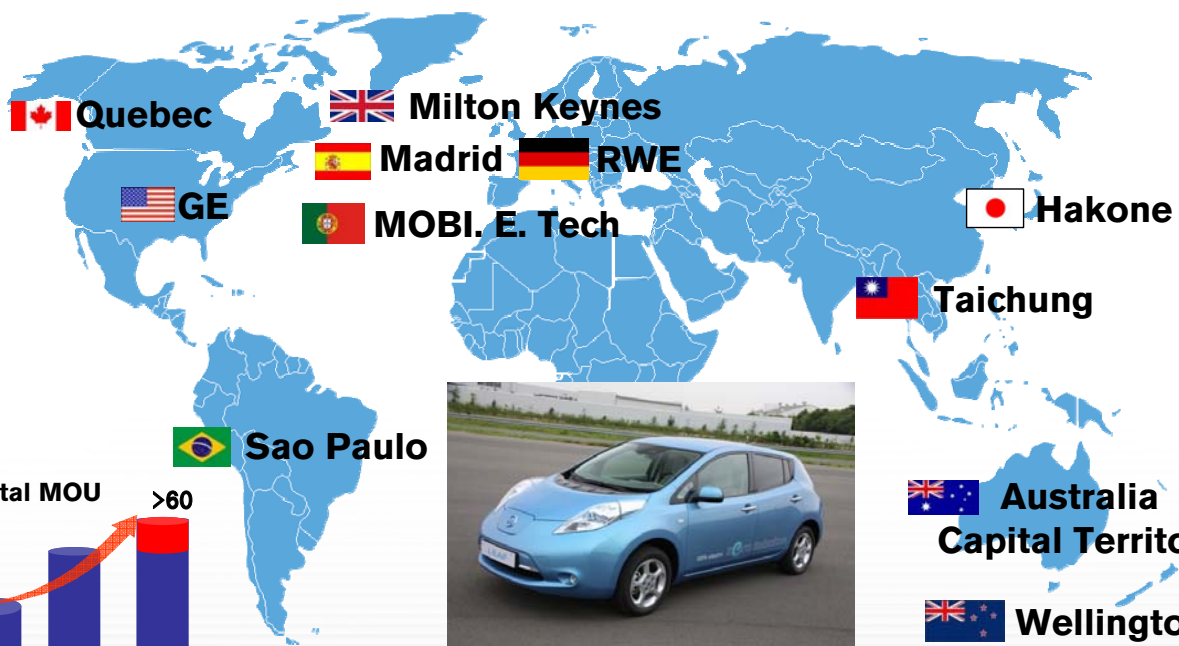 Quebec
Milton Keynes
Madrid
RWE
GE
MOBI. E. Tech
Hakone
Taichung
Sao Paulo
tal MOU
>60
Australia
Capital Territo
Wellingto
LEAF